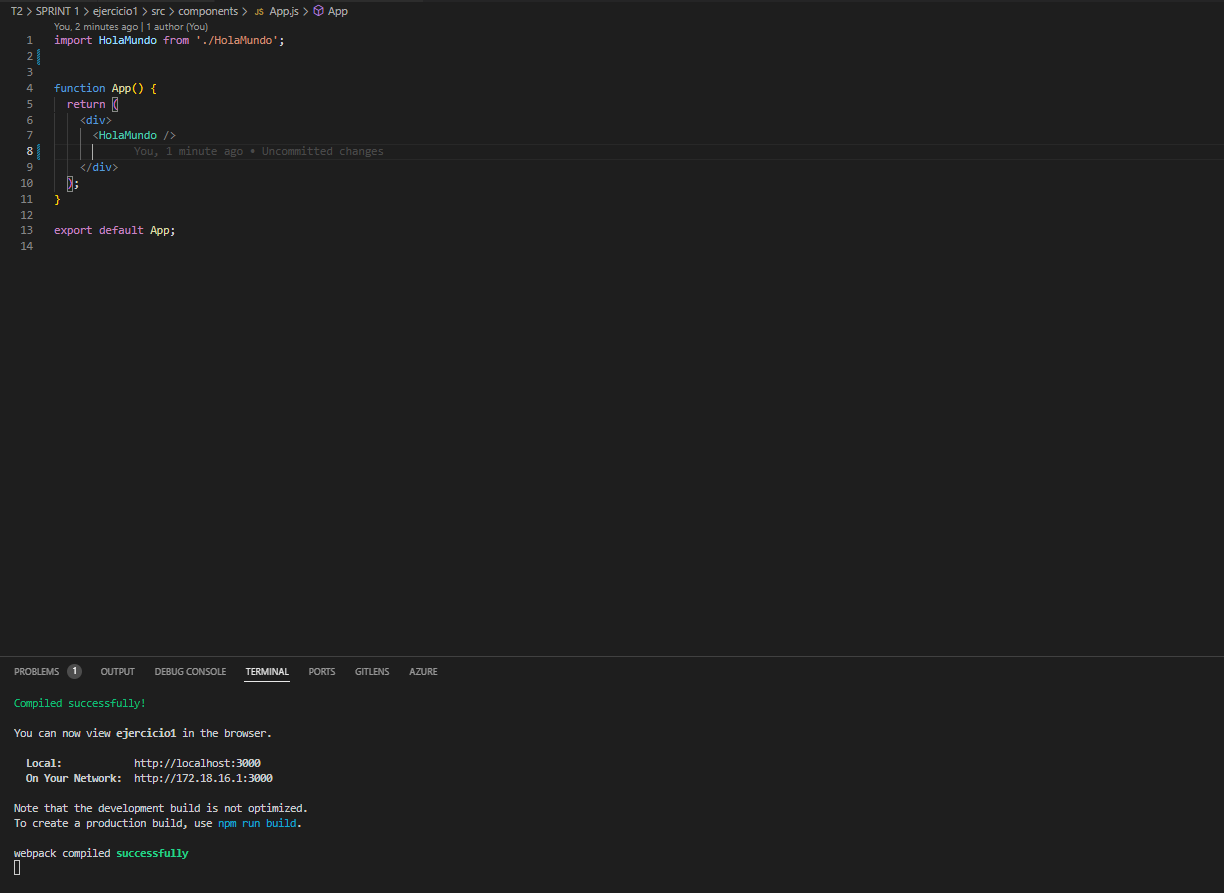 T2 > SPRINT 1 > ejercicio1 > src > components > JS App.js > App
You, 2 minutes ago | 1 author (You)
1 import HolaMundo from './HolaMundo';
2
3
4 function App() {
5 return (
6 <div>
7 <HolaMundo />
8 You, 1 minute ago • Uncommitted changes
9 </div>
10 );
11 }
12
13 export default App;
14
PROBLEMS 1 OUTPUT DEBUG CONSOLE TERMINAL PORTS GITLENS AZURE
Compiled successfully!
You can now view ejercicio1 in the browser.
Local: http://localhost:3000
On Your Network: http://172.18.16.1:3000
Note that the development build is not optimized.
To create a production build, use npm run build.
webpack compiled successfully